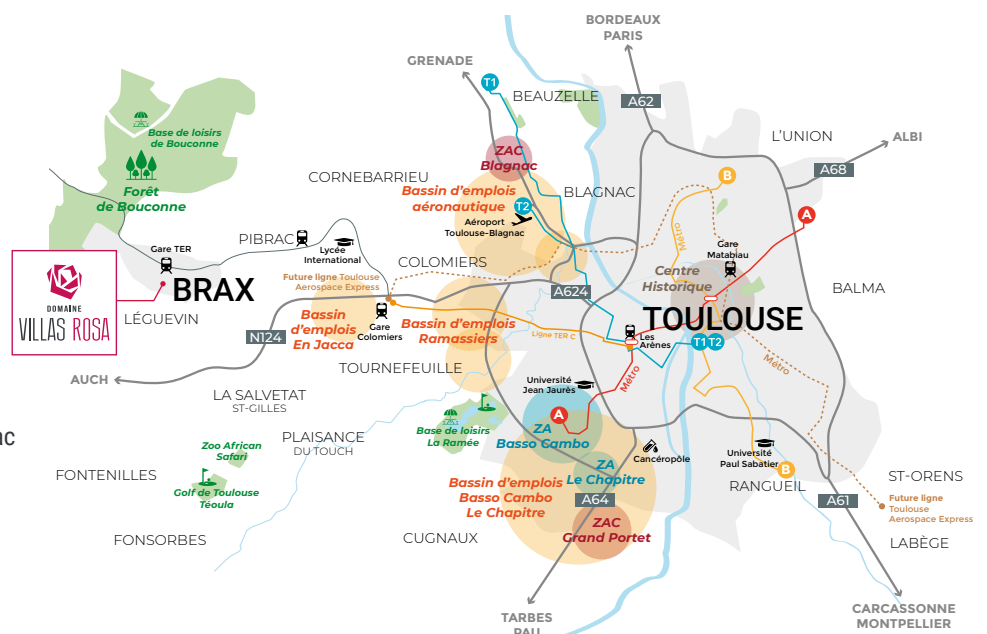 BORDEAUX
PARIS
GRENADE
T1
BEAUZELLE
A62
Base de loisirs
de Bouconne
L'UNION
ALBI
ZAC
Blagnac
A68
Forêt
de Bouconne
CORNEBARRIEU
B
Bassin d'emplois
aéronautique
BLAGNAC
T2
A
Aéroport
Toulouse-Blagnac
Métro
PIBRAC
Gare TER
Lycée
International
Gare
Matabiau
COLOMIERS
Centre
Historique
Future ligne Toulouse
Aerospace Express
BRAX
A624
BALMA
DOMAINE
VILLAS ROSA
LÉGUEVIN
Bassin
d'emplois
En Jacca
Gare
Colomiers
Bassin d'emplois
Ramassiers
Ligne TER C
TOULOUSE
Les
Arènes
T1 T2
N124
TOURNEFEUILLE
Métro
Métro
AUCH
Université
Jean Jaurès
LA SALVETAT
ST-GILLES
A
Base de loisirs
La Ramée
ZA
Basso Cambo
PLAISANCE
DU TOUCH
ac
Zoo African
Safari
Cancéropôle
Université
Paul Sabatier
B
ZA
Le Chapitre
FONTENILLES
ST-ORENS
Golf de Toulouse
Téoula
Bassin d'emplois
Basso Cambo
Le Chapitre
RANGUEIL
A64
A61
Future ligne
Toulouse
Aerospace Express
ZAC
Grand Portet
FONSORBES
CUGNAUX
LABÈGE
TARBES
PAU
CARCASSONNE
MONTPELLIER